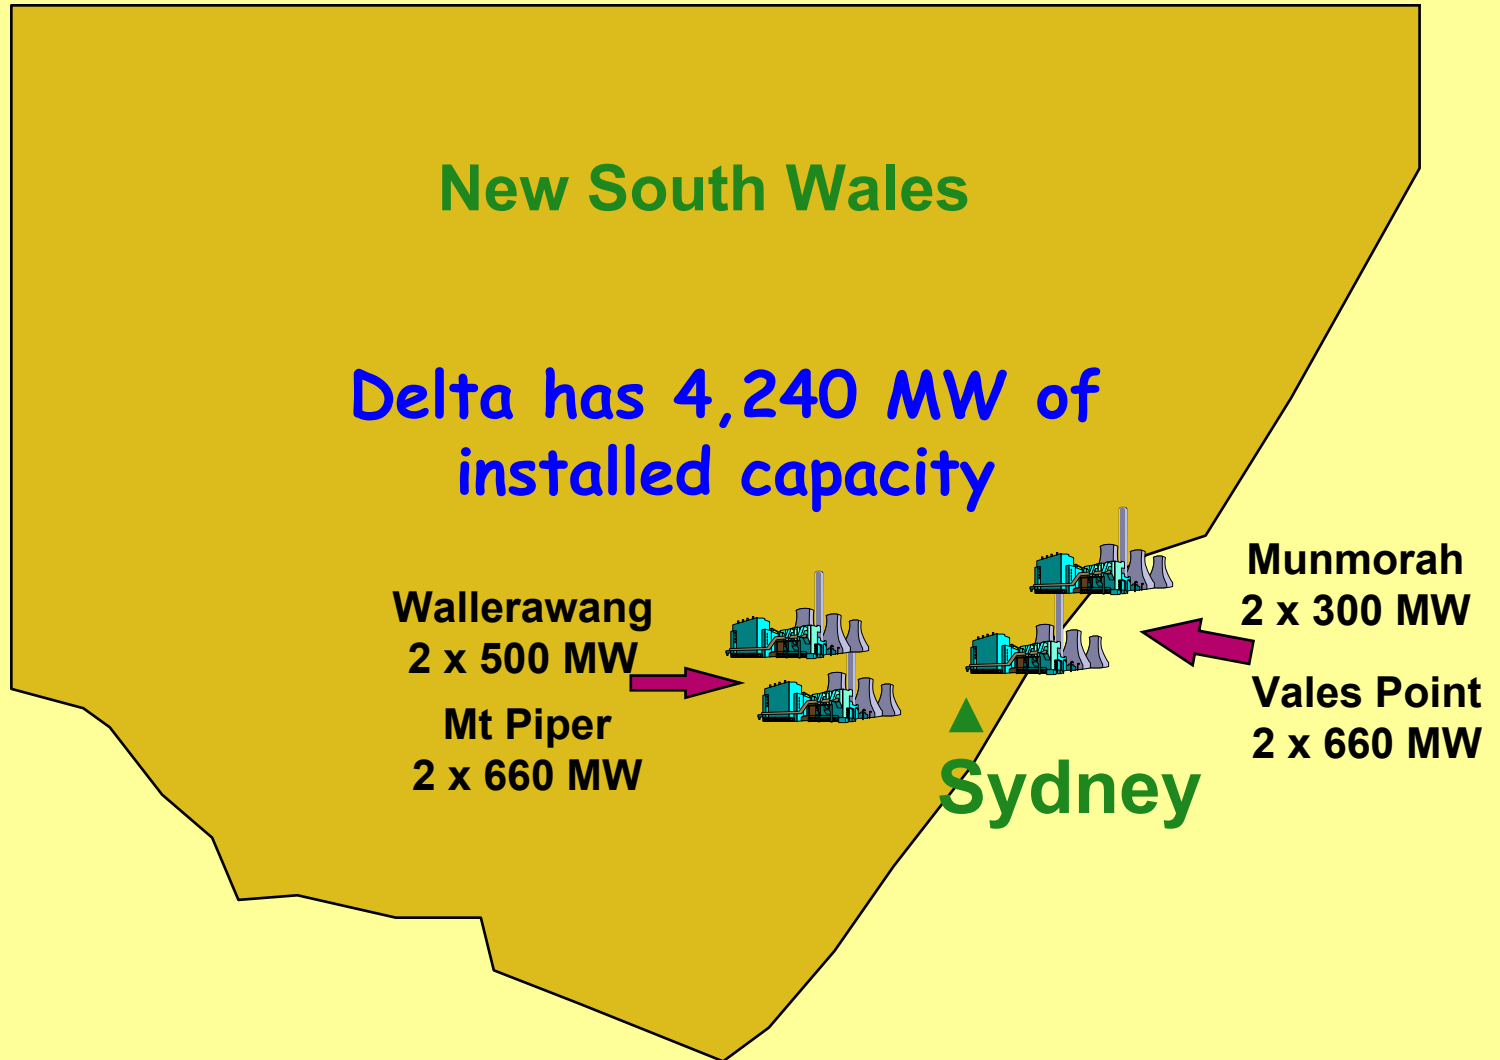 New South Wales
Delta has 4,240 MW of
installed capacity
Wallerawang
2 x 500 MW
Mt Piper
2 x 660 MW
Munmorah
2 x 300 MW
Vales Point
2 x 660 MW
Sydney